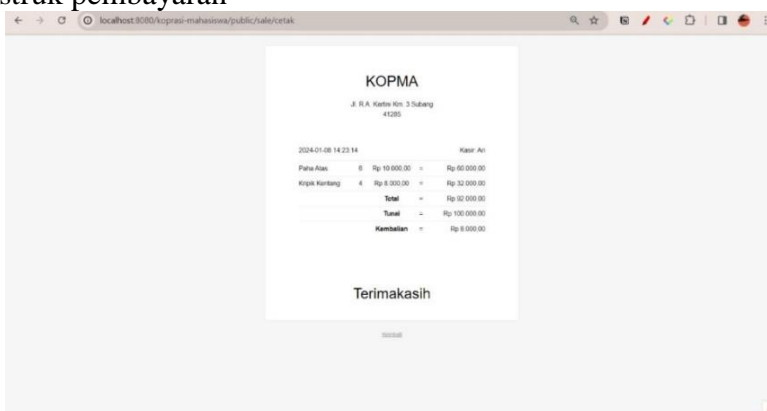 struk pembayaran
localhost:8080/koprasi-mahasiswa/public/sale/cetak
KOPMA
Jl. R.A. Kartini Km. 3 Subang
41285
2024-01-08 14:23:14 Kasir: Ari
Paha Atas 6 Rp 10.000,00 = Rp 60.000,00
Kripik Kentang 4 Rp 8.000,00 = Rp 32.000,00
Total = Rp 92.000,00
Tunai = Rp 100.000,00
Kembalian = Rp 8.000,00
Terimakasih